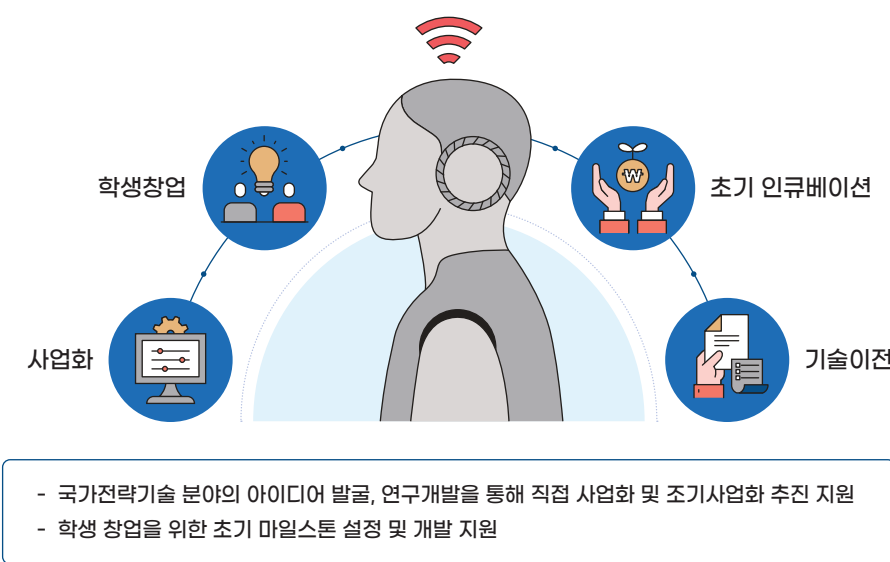 학생창업
초기 인큐베이션
사업화
기술이전
- 국가전략기술 분야의 아이디어 발굴, 연구개발을 통해 직접 사업화 및 조기사업화 추진 지원
- 학생 창업을 위한 초기 마일스톤 설정 및 개발 지원